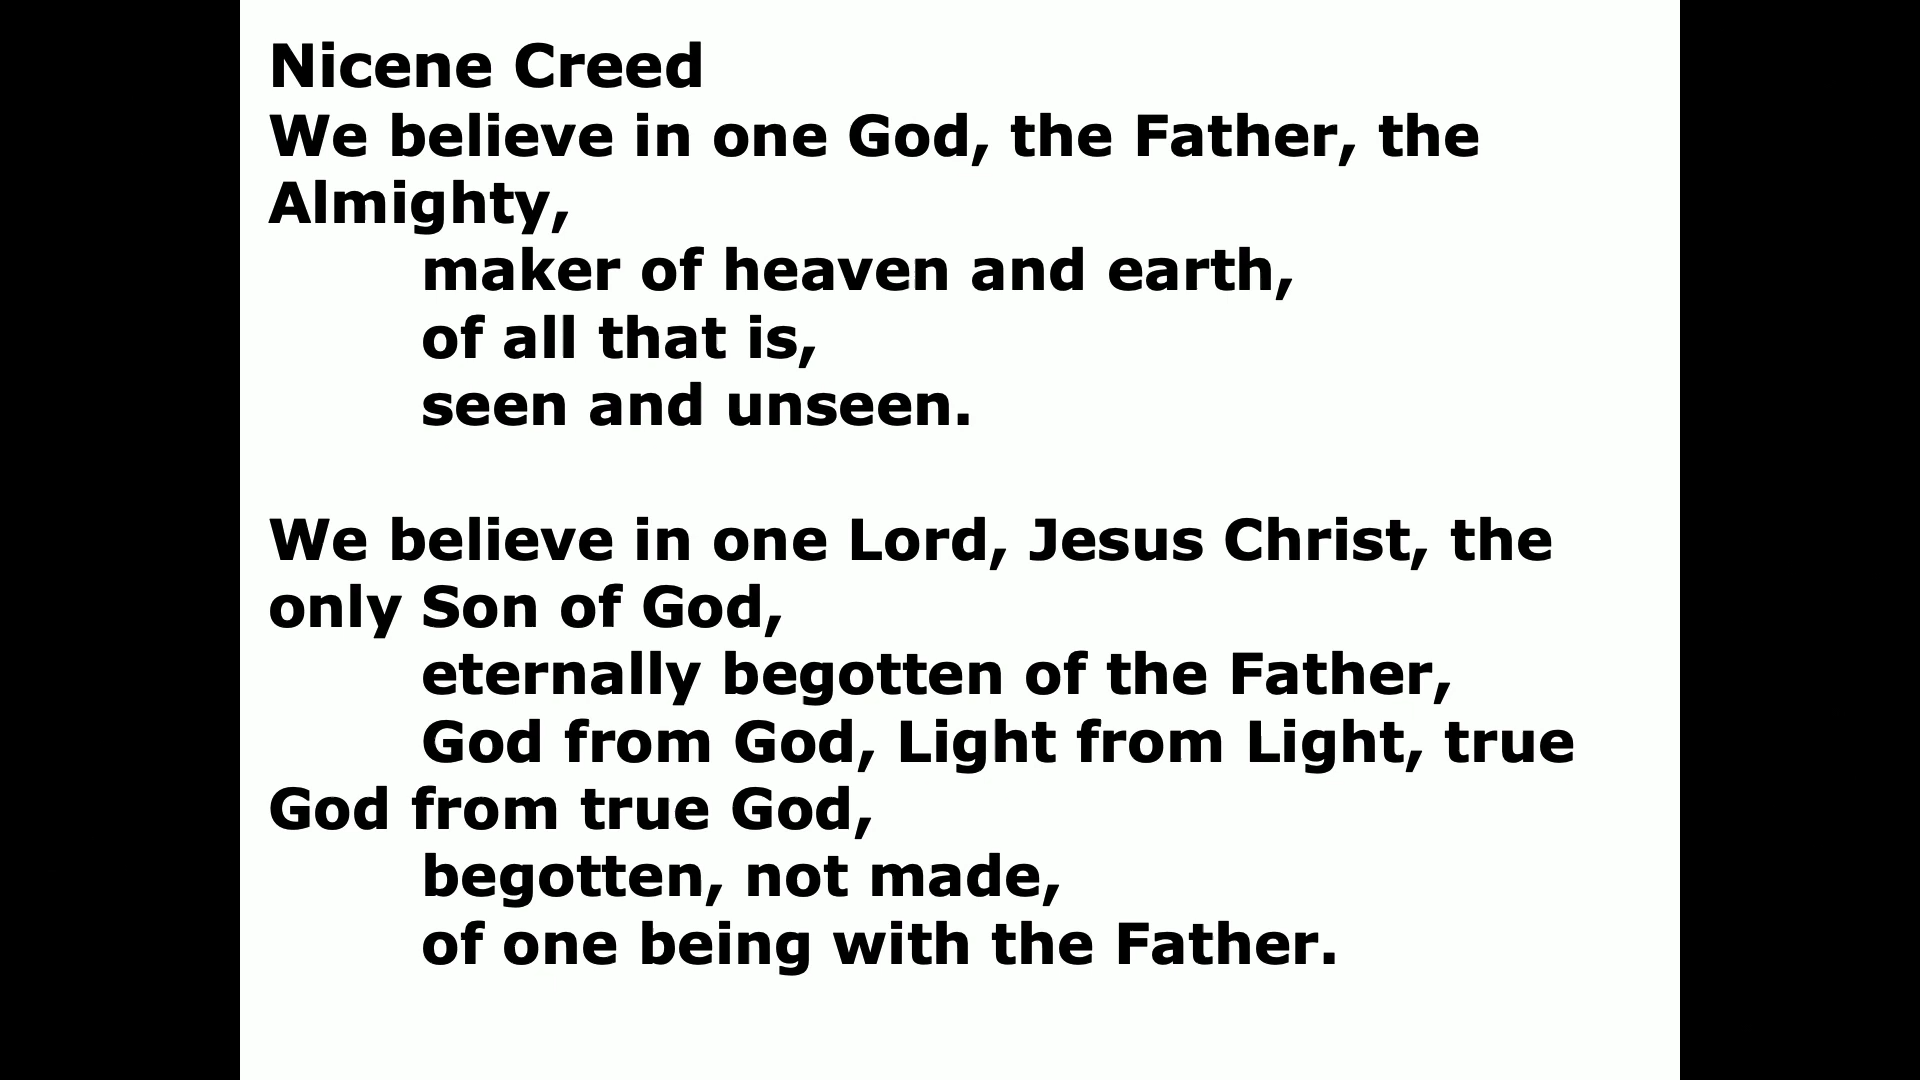 Nicene Creed
We believe in one God, the Father, the
Almighty,
maker of heaven and earth,
of all that is,
seen and unseen.
We believe in one Lord, Jesus Christ, the
only Son of God,
eternally begotten of the Father,
God from God, Light from Light, true
God from true God,
begotten, not made,
of one being with the Father.